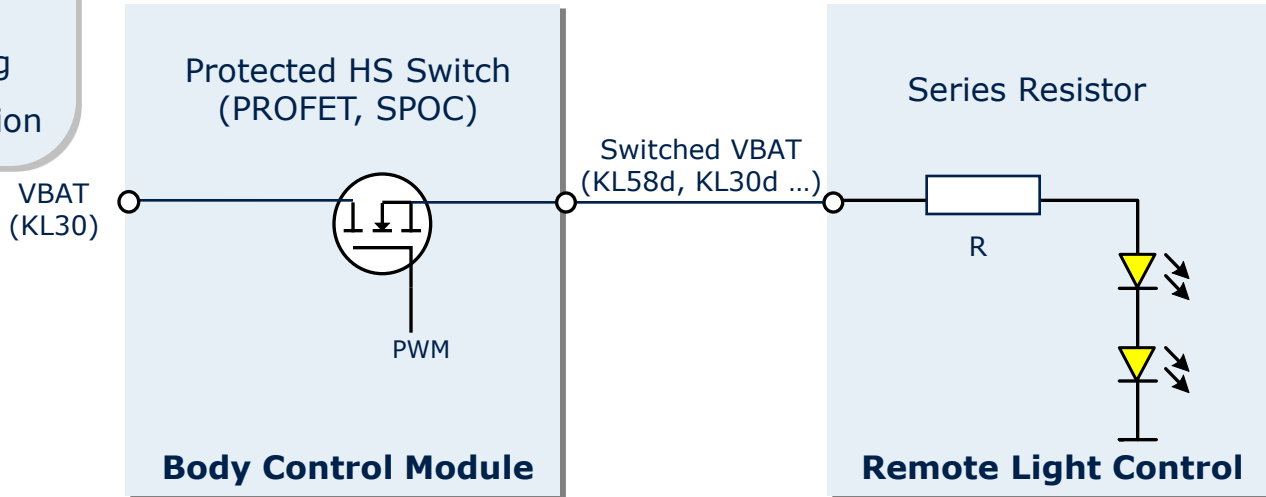 Protected HS Switch
(PROFET, SPOC)
Series Resistor
Switched VBAT
(KL58d, KL30d ...)
VBAT
(KL30)
R
PWM
Body Control Module
Remote Light Control